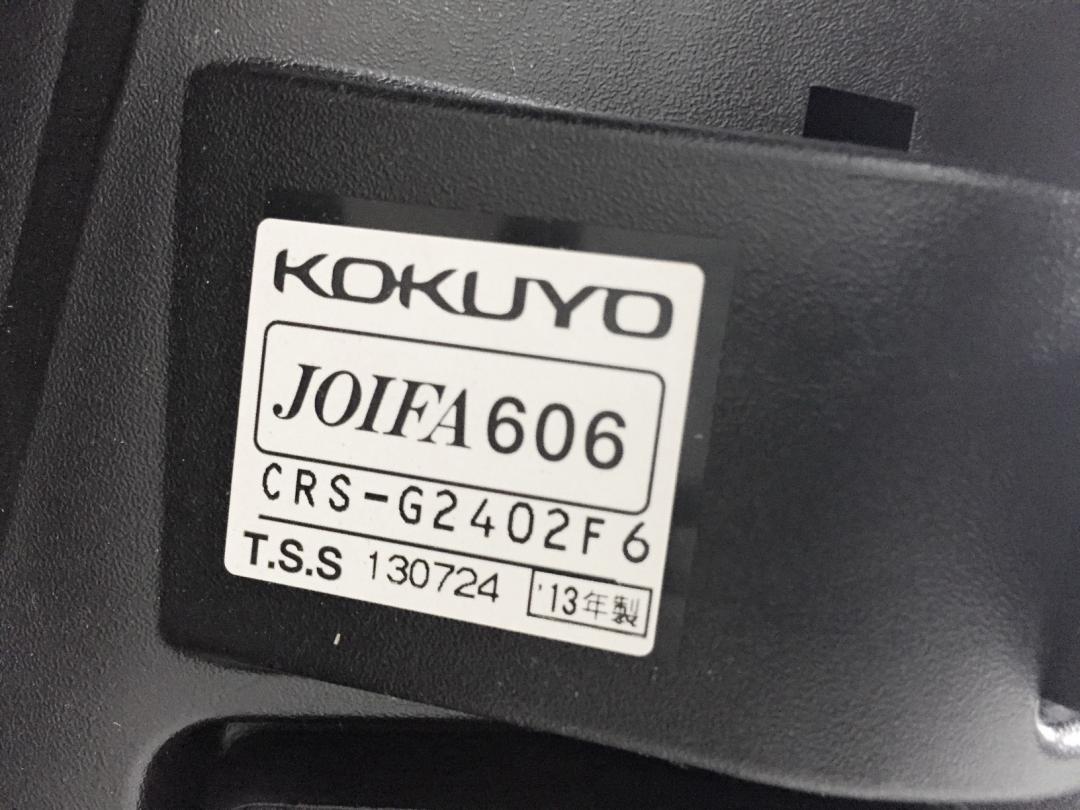 KOKUYO
JOIFA 606
CRS-G2402F6
T.S.S 130724 '13年製